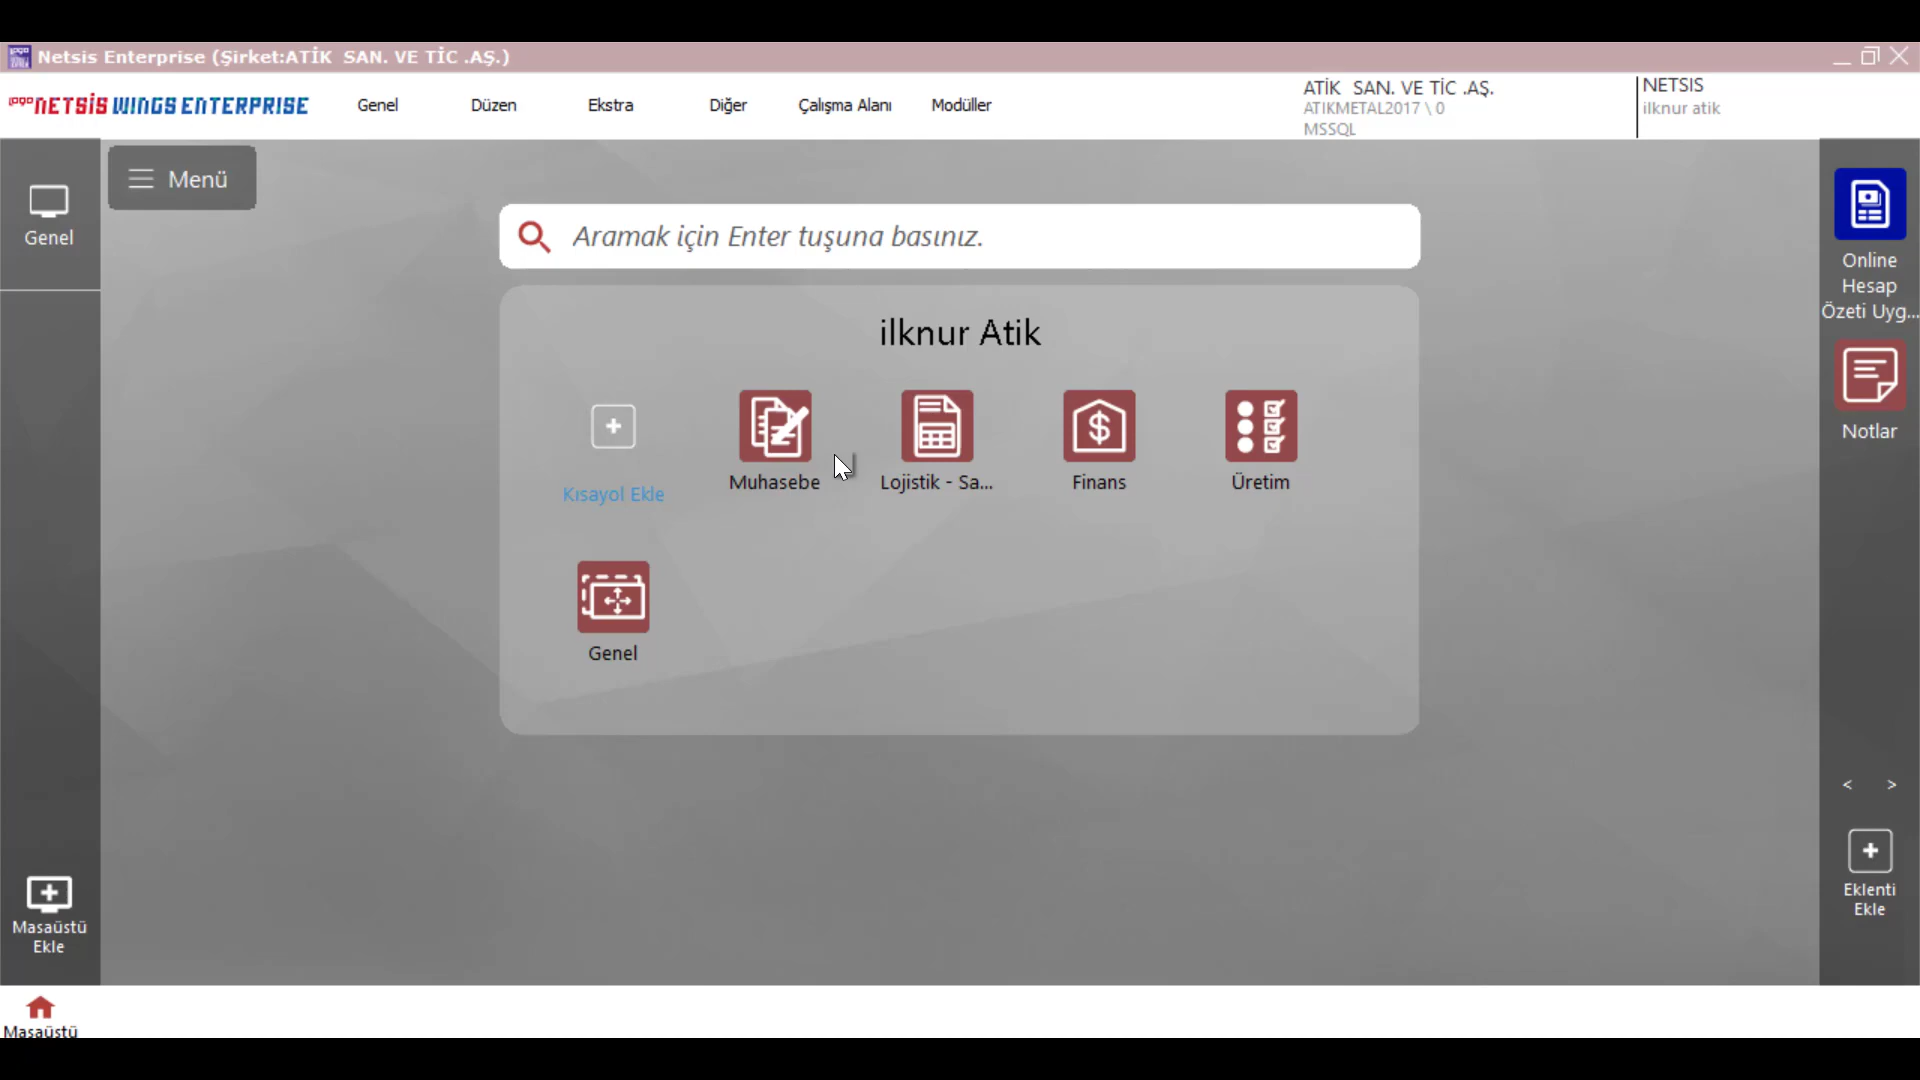 Netsis Enterprise (Şirket:ATİK SAN. VE TİC .AŞ.)
LOGO NETSİS WINGS ENTERPRISE
Genel
Düzen
Ekstra
Diğer
Çalışma Alanı
Modüller
ATİK SAN. VE TİC .AŞ.
ATIKMETAL2017 \ 0
MSSQL
NETSIS
ilknur atik
Genel
Menü
Aramak için Enter tuşuna basınız.
ilknur Atik
Kısayol Ekle
Muhasebe
Lojistik - Sa...
Finans
Üretim
Genel
Online
Hesap
Özeti Uyg...
Notlar
< >
Eklenti
Ekle
Masaüstü
Ekle
Masaüstü